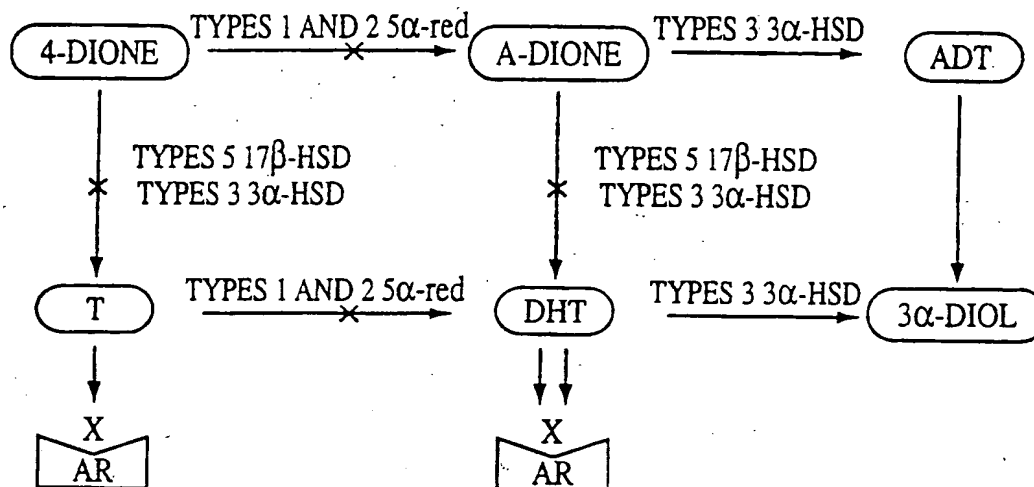 TYPES 1 AND 2 5α-red
TYPES 3 3α-HSD
4-DIONE
A-DIONE
ADT
TYPES 5 17β-HSD
TYPES 3 3α-HSD
TYPES 5 17β-HSD
TYPES 3 3α-HSD
TYPES 1 AND 2 5α-red
TYPES 3 3α-HSD
T
DHT
3α-DIOL
X
AR
X
AR